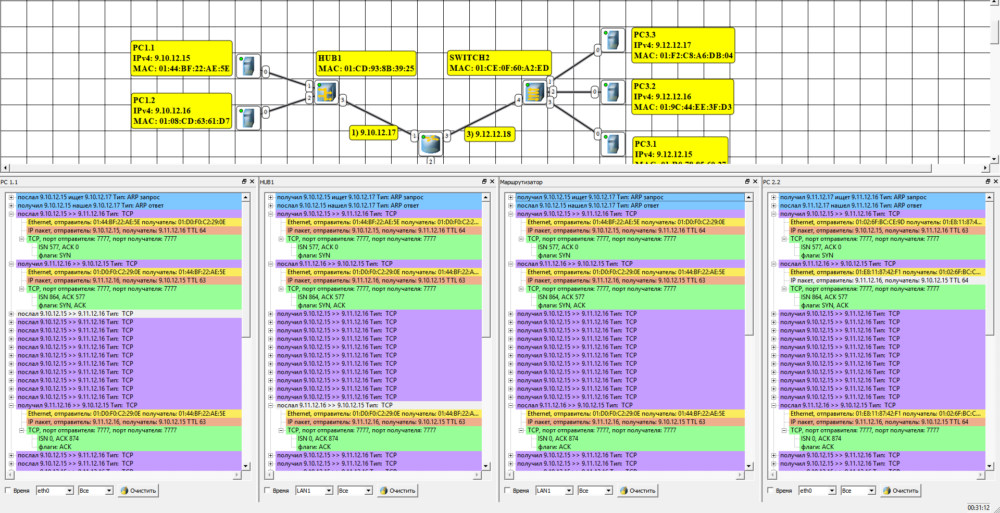 PC1.1
IPv4: 9.10.12.15
MAC: 01:44:BF:22:AE:5E
PC1.2
IPv4: 9.10.12.16
MAC: 01:08:CD:63:61:D7
HUB1
MAC: 01:CD:93:8B:39:25
SWITCH2
MAC: 01:CE:0F:60:A2:ED
PC3.3
IPv4: 9.12.12.17
MAC: 01:F2:C8:A6:DB:04
PC3.2
IPv4: 9.12.12.16
MAC: 01:9C:44:EE:3F:D3
PC3.1
IPv4: 9.12.12.15
1) 9.10.12.17
3) 9.12.12.18
0
0
1
2
3
1
3
2
4
1
2
3
0
0
0
PC 1.1
послал 9.10.12.15 ищет 9.10.12.17 Тип: ARP запрос
получил 9.10.12.15 нашел 9.10.12.17 Тип: ARP ответ
послал 9.10.12.15 >> 9.11.12.16 Тип: TCP
Ethernet, отправитель: 01:44:BF:22:AE:5E получатель: 01:D0:F0:C2:29:0E
IP пакет, отправитель: 9.10.12.15, получатель: 9.11.12.16 TTL 64
TCP, порт отправителя: 7777, порт получателя: 7777
ISN 577, ACK 0
флаги: SYN
получил 9.11.12.16 >> 9.10.12.15 Тип: TCP
Ethernet, отправитель: 01:D0:F0:C2:29:0E получатель: 01:44:BF:22:AE:5E
IP пакет, отправитель: 9.11.12.16, получатель: 9.10.12.15 TTL 63
TCP, порт отправителя: 7777, порт получателя: 7777
ISN 864, ACK 577
флаги: SYN, ACK
послал 9.10.12.15 >> 9.11.12.16 Тип: TCP
послал 9.10.12.15 >> 9.11.12.16 Тип: TCP
послал 9.10.12.15 >> 9.11.12.16 Тип: TCP
послал 9.10.12.15 >> 9.11.12.16 Тип: TCP
послал 9.10.12.15 >> 9.11.12.16 Тип: TCP
послал 9.10.12.15 >> 9.11.12.16 Тип: TCP
послал 9.10.12.15 >> 9.11.12.16 Тип: TCP
послал 9.10.12.15 >> 9.11.12.16 Тип: TCP
послал 9.10.12.15 >> 9.11.12.16 Тип: TCP
послал 9.10.12.15 >> 9.11.12.16 Тип: TCP
послал 9.10.12.15 >> 9.11.12.16 Тип: TCP
получил 9.11.12.16 >> 9.10.12.15 Тип: TCP
Ethernet, отправитель: 01:D0:F0:C2:29:0E получатель: 01:44:BF:22:AE:5E
IP пакет, отправитель: 9.11.12.16, получатель: 9.10.12.15 TTL 63
TCP, порт отправителя: 7777, порт получателя: 7777
ISN 0, ACK 874
флаги: ACK
послал 9.10.12.15 >> 9.11.12.16 Тип: TCP
послал 9.10.12.15 >> 9.11.12.16 Тип: TCP
Время
eth0
Все
Очистить
HUB1
получил 9.10.12.15 ищет 9.10.12.17 Тип: ARP запрос
послал 9.10.12.15 нашел 9.10.12.17 Тип: ARP ответ
получил 9.10.12.15 >> 9.11.12.16 Тип: TCP
Ethernet, отправитель: 01:44:BF:22:AE:5E получатель: 01:D0:F0:C2:2...
IP пакет, отправитель: 9.10.12.15, получатель: 9.11.12.16 TTL 64
TCP, порт отправителя: 7777, порт получателя: 7777
ISN 577, ACK 0
флаги: SYN
послал 9.11.12.16 >> 9.10.12.15 Тип: TCP
Ethernet, отправитель: 01:D0:F0:C2:29:0E получатель: 01:44:BF:22:A...
IP пакет, отправитель: 9.11.12.16, получатель: 9.10.12.15 TTL 63
TCP, порт отправителя: 7777, порт получателя: 7777
ISN 864, ACK 577
флаги: SYN, ACK
получил 9.10.12.15 >> 9.11.12.16 Тип: TCP
получил 9.10.12.15 >> 9.11.12.16 Тип: TCP
получил 9.10.12.15 >> 9.11.12.16 Тип: TCP
получил 9.10.12.15 >> 9.11.12.16 Тип: TCP
получил 9.10.12.15 >> 9.11.12.16 Тип: TCP
получил 9.10.12.15 >> 9.11.12.16 Тип: TCP
получил 9.10.12.15 >> 9.11.12.16 Тип: TCP
получил 9.10.12.15 >> 9.11.12.16 Тип: TCP
получил 9.10.12.15 >> 9.11.12.16 Тип: TCP
получил 9.10.12.15 >> 9.11.12.16 Тип: TCP
получил 9.10.12.15 >> 9.11.12.16 Тип: TCP
послал 9.11.12.16 >> 9.10.12.15 Тип: TCP
Ethernet, отправитель: 01:D0:F0:C2:29:0E получатель: 01:44:BF:22:A...
IP пакет, отправитель: 9.11.12.16, получатель: 9.10.12.15 TTL 63
TCP, порт отправителя: 7777, порт получателя: 7777
ISN 0, ACK 874
флаги: ACK
получил 9.10.12.15 >> 9.11.12.16 Тип: TCP
получил 9.10.12.15 >> 9.11.12.16 Тип: TCP
Время
LAN1
Все
Очистить
Маршрутизатор
получил 9.10.12.15 ищет 9.10.12.17 Тип: ARP запрос
послал 9.10.12.15 нашел 9.10.12.17 Тип: ARP ответ
получил 9.10.12.15 >> 9.11.12.16 Тип: TCP
Ethernet, отправитель: 01:44:BF:22:AE:5E получатель: 01:D0:F0:C2:29:0E
IP пакет, отправитель: 9.10.12.15, получатель: 9.11.12.16 TTL 64
TCP, порт отправителя: 7777, порт получателя: 7777
ISN 577, ACK 0
флаги: SYN
послал 9.11.12.16 >> 9.10.12.15 Тип: TCP
Ethernet, отправитель: 01:D0:F0:C2:29:0E получатель: 01:44:BF:22:AE:5E
IP пакет, отправитель: 9.11.12.16, получатель: 9.10.12.15 TTL 63
TCP, порт отправителя: 7777, порт получателя: 7777
ISN 864, ACK 577
флаги: SYN, ACK
получил 9.10.12.15 >> 9.11.12.16 Тип: TCP
получил 9.10.12.15 >> 9.11.12.16 Тип: TCP
получил 9.10.12.15 >> 9.11.12.16 Тип: TCP
получил 9.10.12.15 >> 9.11.12.16 Тип: TCP
получил 9.10.12.15 >> 9.11.12.16 Тип: TCP
получил 9.10.12.15 >> 9.11.12.16 Тип: TCP
получил 9.10.12.15 >> 9.11.12.16 Тип: TCP
получил 9.10.12.15 >> 9.11.12.16 Тип: TCP
получил 9.10.12.15 >> 9.11.12.16 Тип: TCP
получил 9.10.12.15 >> 9.11.12.16 Тип: TCP
получил 9.10.12.15 >> 9.11.12.16 Тип: TCP
послал 9.11.12.16 >> 9.10.12.15 Тип: TCP
Ethernet, отправитель: 01:D0:F0:C2:29:0E получатель: 01:44:BF:22:AE:5E
IP пакет, отправитель: 9.11.12.16, получатель: 9.10.12.15 TTL 63
TCP, порт отправителя: 7777, порт получателя: 7777
ISN 0, ACK 874
флаги: ACK
получил 9.10.12.15 >> 9.11.12.16 Тип: TCP
получил 9.10.12.15 >> 9.11.12.16 Тип: TCP
Время
LAN1
Все
Очистить
PC 2.2
получил 9.11.12.17 ищет 9.11.12.16 Тип: ARP запрос
послал 9.11.12.17 нашел 9.11.12.16 Тип: ARP ответ
получил 9.10.12.15 >> 9.11.12.16 Тип: TCP
Ethernet, отправитель: 01:02:6F:BC:CE:9D получатель: 01:E8:11:87:4...
IP пакет, отправитель: 9.10.12.15, получатель: 9.11.12.16 TTL 63
TCP, порт отправителя: 7777, порт получателя: 7777
ISN 577, ACK 0
флаги: SYN
послал 9.11.12.16 >> 9.10.12.15 Тип: TCP
Ethernet, отправитель: 01:E8:11:87:42:F1 получатель: 01:02:6F:BC:C...
IP пакет, отправитель: 9.11.12.16, получатель: 9.10.12.15 TTL 64
TCP, порт отправителя: 7777, порт получателя: 7777
ISN 864, ACK 577
флаги: SYN, ACK
получил 9.10.12.15 >> 9.11.12.16 Тип: TCP
получил 9.10.12.15 >> 9.11.12.16 Тип: TCP
получил 9.10.12.15 >> 9.11.12.16 Тип: TCP
получил 9.10.12.15 >> 9.11.12.16 Тип: TCP
получил 9.10.12.15 >> 9.11.12.16 Тип: TCP
получил 9.10.12.15 >> 9.11.12.16 Тип: TCP
получил 9.10.12.15 >> 9.11.12.16 Тип: TCP
получил 9.10.12.15 >> 9.11.12.16 Тип: TCP
получил 9.10.12.15 >> 9.11.12.16 Тип: TCP
получил 9.10.12.15 >> 9.11.12.16 Тип: TCP
получил 9.10.12.15 >> 9.11.12.16 Тип: TCP
послал 9.11.12.16 >> 9.10.12.15 Тип: TCP
Ethernet, отправитель: 01:E8:11:87:42:F1 получатель: 01:02:6F:BC:C...
IP пакет, отправитель: 9.11.12.16, получатель: 9.10.12.15 TTL 64
TCP, порт отправителя: 7777, порт получателя: 7777
ISN 0, ACK 874
флаги: ACK
получил 9.10.12.15 >> 9.11.12.16 Тип: TCP
получил 9.10.12.15 >> 9.11.12.16 Тип: TCP
Время
eth0
Все
Очистить
00:31:12